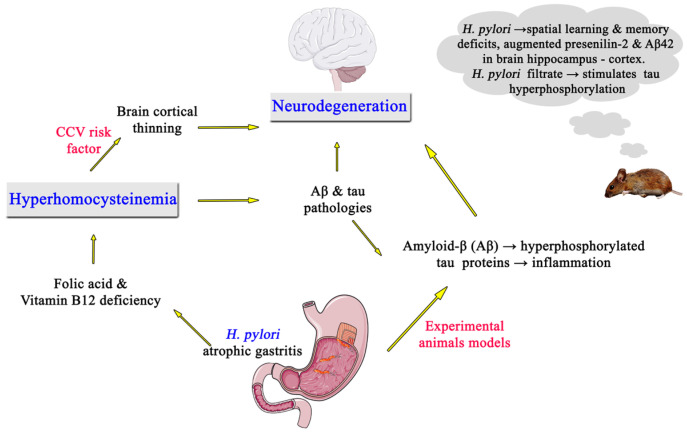 H. pylori →spatial learning & memory
deficits, augmented presenilin-2 & Aβ42
in brain hippocampus - cortex.
H. pylori filtrate → stimulates tau
hyperphosphorylation
Neurodegeneration
Brain cortical
thinning
CCV risk
factor
Hyperhomocysteinemia
Aβ & tau
pathologies
Amyloid-β (Aβ) → hyperphosphorylated
tau proteins → inflammation
Folic acid &
Vitamin B12 deficiency
H. pylori
atrophic gastritis
Experimental
animals models